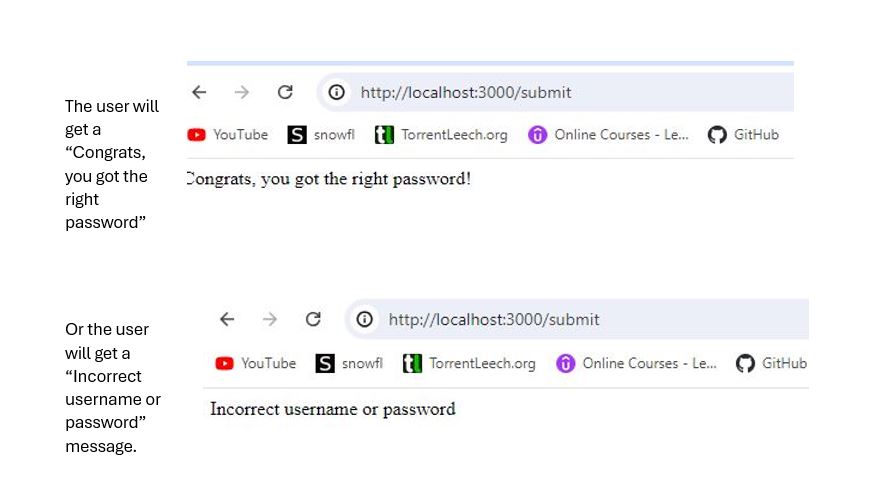 The user will
get a
“Congrats,
you got the
right
password”
http://localhost:3000/submit
YouTube S snowfl tl TorrentLeech.org Online Courses - Le... GitHub
Congrats, you got the right password!
Or the user
will get a
“Incorrect
username or
password”
message.
http://localhost:3000/submit
YouTube S snowfl tl TorrentLeech.org Online Courses - Le... GitHub
Incorrect username or password